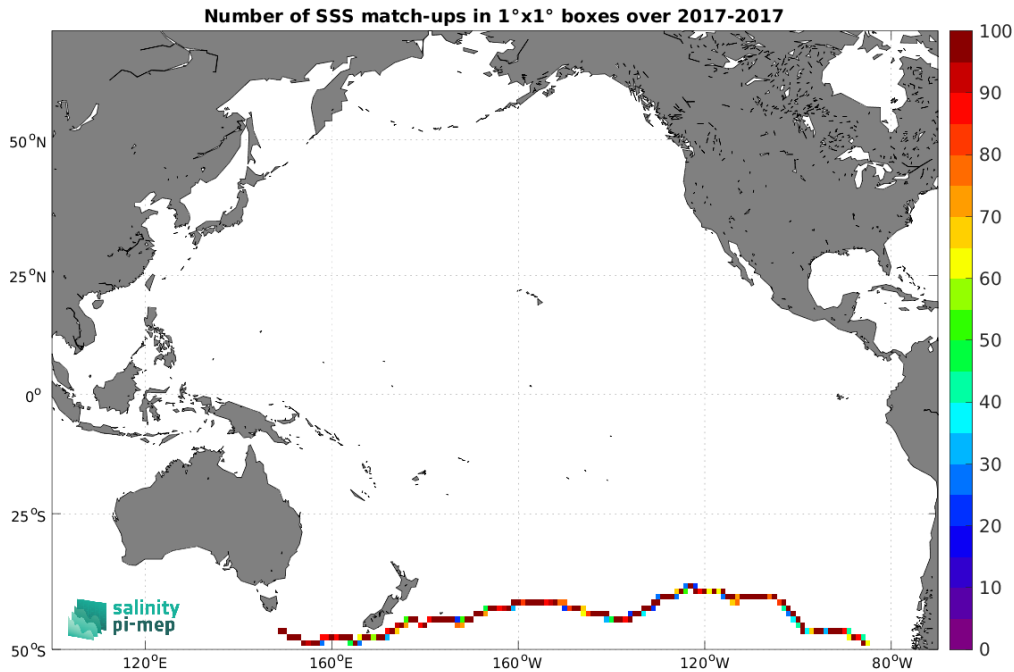 Number of SSS match-ups in 1°x1° boxes over 2017-2017
50°N
25°N
0°
25°S
50°S
120°E
160°E
160°W
120°W
80°W
100
90
80
70
60
50
40
30
20
10
0
salinity
pi-mep